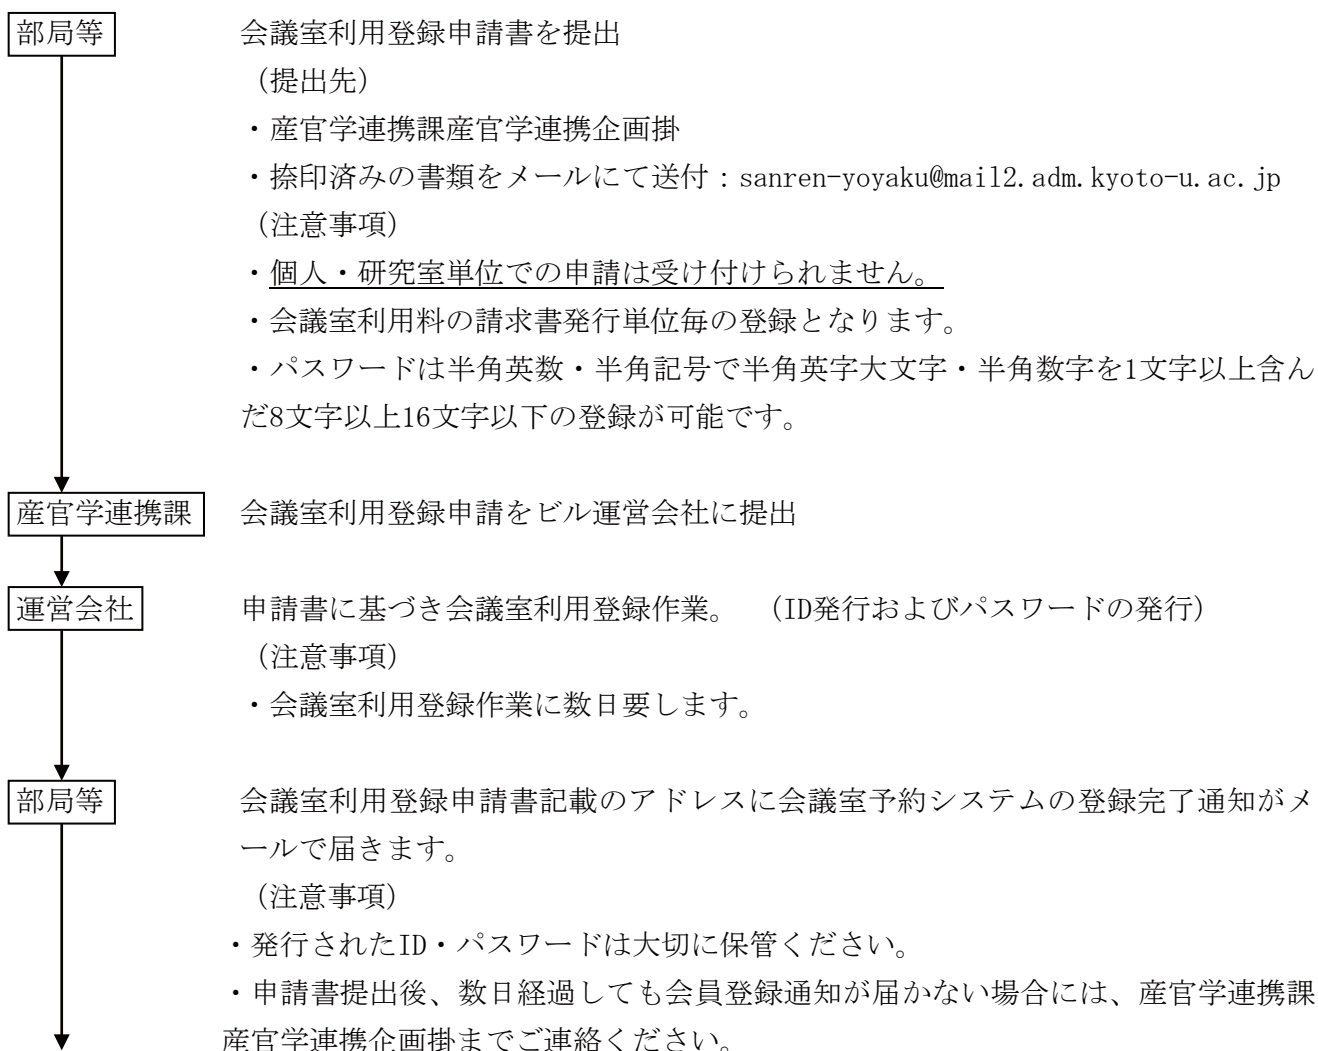 部局等 会議室利用登録申請書を提出
（提出先）
・産官学連携課産官学連携企画掛
・捺印済みの書類をメールにて送付：sanren-yoyaku@mail2.adm.kyoto-u.ac.jp
（注意事項）
・個人・研究室単位での申請は受け付けられません。
・会議室利用料の請求書発行単位毎の登録となります。
・パスワードは半角英数・半角記号で半角英字大文字・半角数字を1文字以上含ん
だ8文字以上16文字以下の登録が可能です。
産官学連携課 会議室利用登録申請をビル運営会社に提出
運営会社 申請書に基づき会議室利用登録作業。 （ID発行およびパスワードの発行）
（注意事項）
・会議室利用登録作業に数日要します。
部局等 会議室利用登録申請書記載のアドレスに会議室予約システムの登録完了通知がメ
ールで届きます。
（注意事項）
・発行されたID・パスワードは大切に保管ください。
・申請書提出後、数日経過しても会員登録通知が届かない場合には、産官学連携課
産官学連携企画掛までご連絡ください。